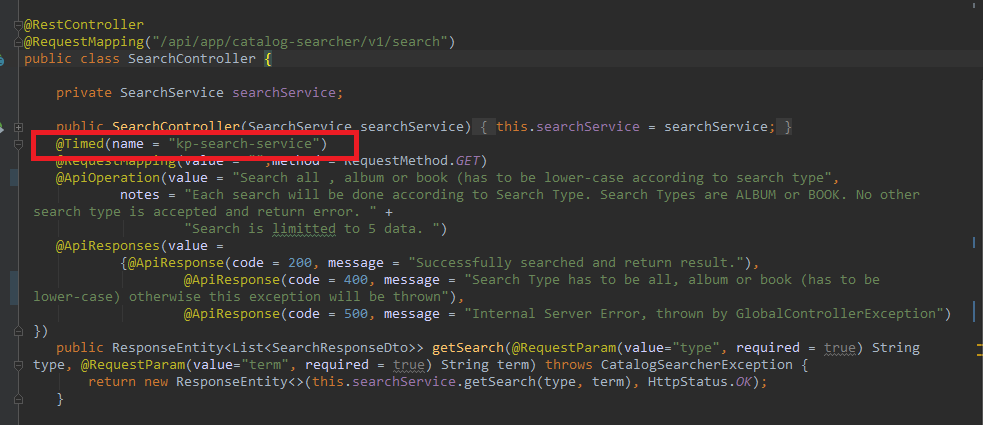 @RestController
@RequestMapping("/api/app/catalog-searcher/v1/search")
public class SearchController {
private SearchService searchService;
public SearchController(SearchService searchService) { this.searchService = searchService; }
@Timed(name = "kp-search-service")
@RequestMapping(value = "",method = RequestMethod.GET)
@ApiOperation(value = "Search all , album or book (has to be lower-case according to search type",
notes = "Each search will be done according to Search Type. Search Types are ALBUM or BOOK. No other
search type is accepted and return error. " +
"Search is limitted to 5 data. ")
@ApiResponses(value =
{@ApiResponse(code = 200, message = "Successfully searched and return result."),
@ApiResponse(code = 400, message = "Search Type has to be all, album or book (has to be
lower-case) otherwise this exception will be thrown"),
@ApiResponse(code = 500, message = "Internal Server Error, thrown by GlobalControllerException")
})
public ResponseEntity<List<SearchResponseDto>> getSearch(@RequestParam(value="type", required = true) String
type, @RequestParam(value="term", required = true) String term) throws CatalogSearcherException {
return new ResponseEntity<>(this.searchService.getSearch(type, term), HttpStatus.OK);
}